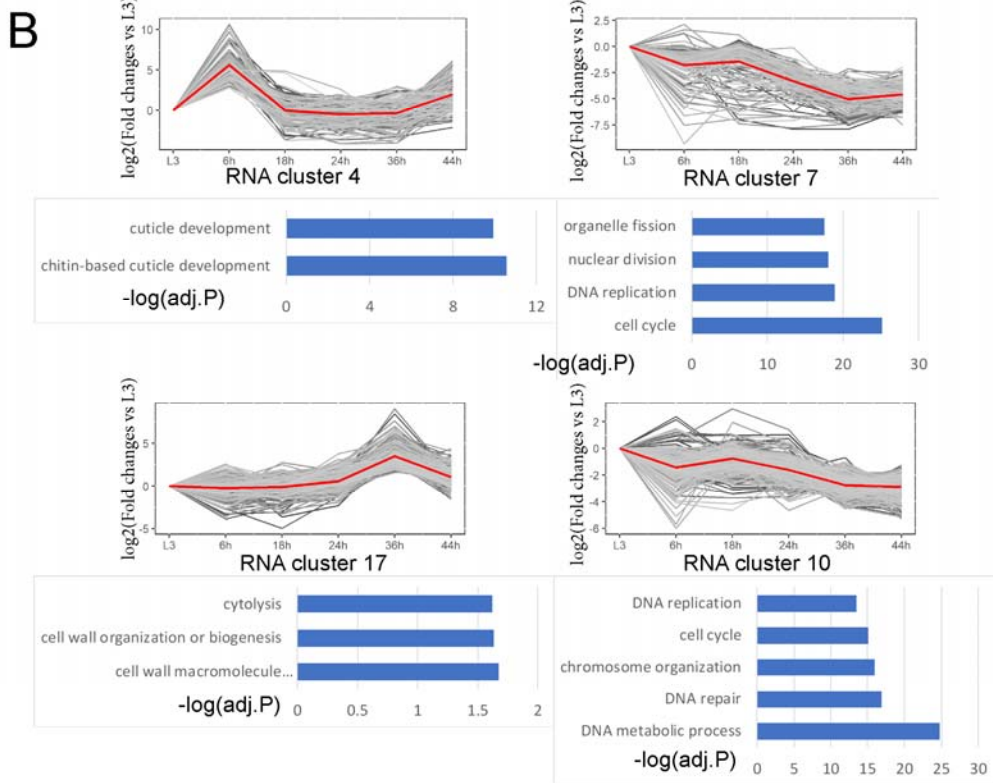 B
log2(Fold changes vs L3)
10
5
0
L3 6h 18h 24h 36h 44h
RNA cluster 4
log2(Fold changes vs L3)
2.5
0.0
-2.5
-5.0
-7.5
L3 6h 18h 24h 36h 44h
RNA cluster 7
cuticle development
chitin-based cuticle development
-log(adj.P)
0 4 8 12
organelle fission
nuclear division
DNA replication
cell cycle
-log(adj.P)
0 10 20 30
log2(Fold changes vs L3)
5
0
-5
L3 6h 18h 24h 36h 44h
RNA cluster 17
log2(Fold changes vs L3)
2
0
-2
-4
-6
L3 6h 18h 24h 36h 44h
RNA cluster 10
cytolysis
cell wall organization or biogenesis
cell wall macromolecule...
-log(adj.P)
0 0.5 1 1.5 2
DNA replication
cell cycle
chromosome organization
DNA repair
DNA metabolic process
-log(adj.P)
0 5 10 15 20 25 30